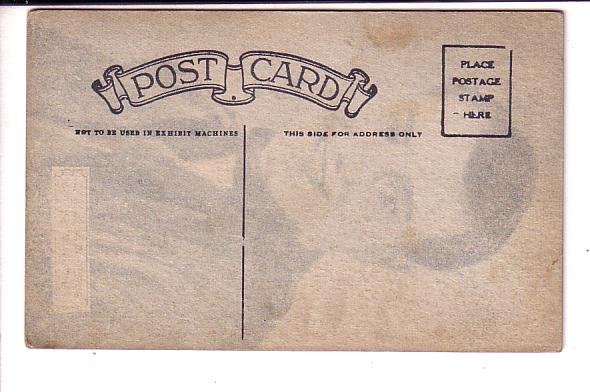 POST CARD
PLACE
POSTAGE
STAMP
HERE
NOT TO BE USED IN EXHIBIT MACHINES
THIS SIDE FOR ADDRESS ONLY